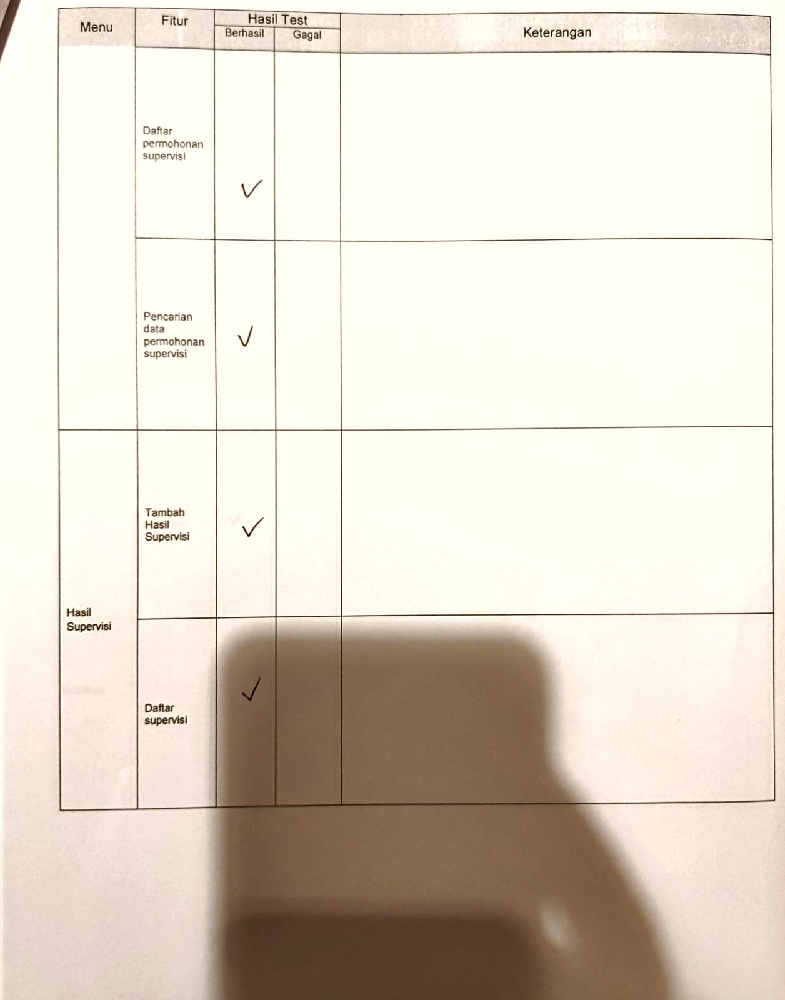 Menu
Fitur
Hasil Test
Berhasil
Gagal
Keterangan
Daftar
permohonan
supervisi
✓
Pencarian
data
permohonan
supervisi
✓
Hasil
Supervisi
Tambah
Hasil
Supervisi
✓
Daftar
supervisi
✓